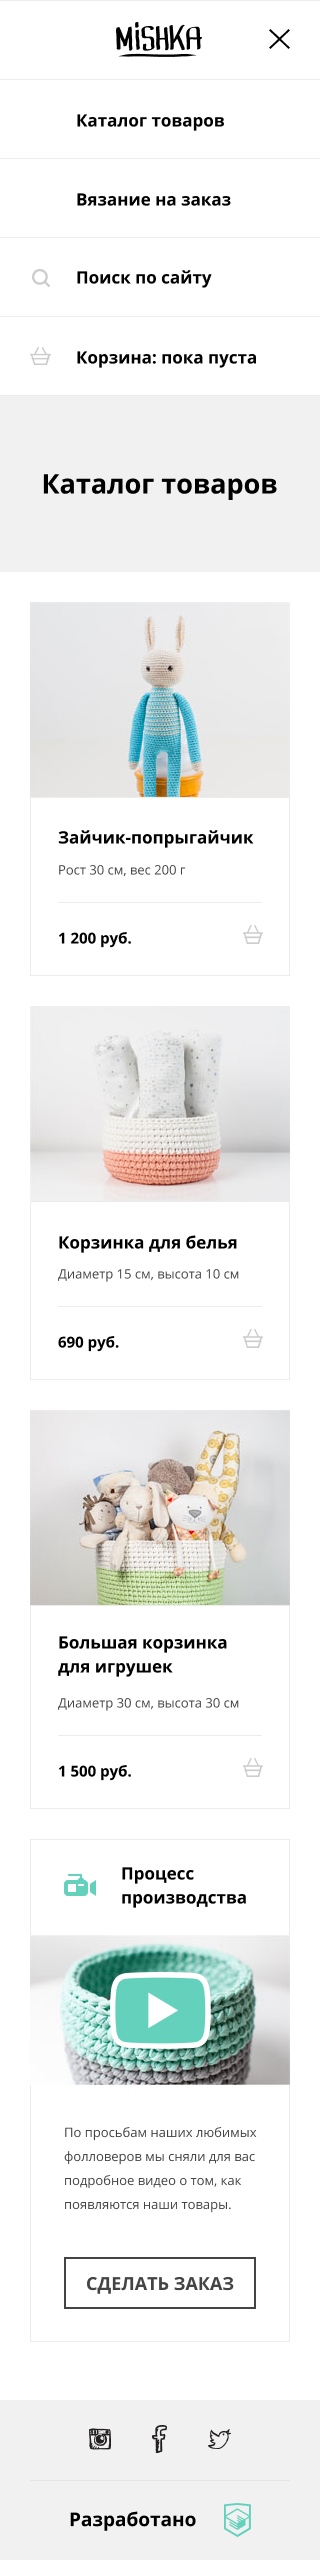 MiSHKA
Каталог товаров
Вязание на заказ
Поиск по сайту
Корзина: пока пуста
Каталог товаров
Зайчик-попрыгайчик
Рост 30 см, вес 200 г
1 200 руб.
Корзинка для белья
Диаметр 15 см, высота 10 см
690 руб.
Большая корзинка
для игрушек
Диаметр 30 см, высота 30 см
1 500 руб.
Процесс
производства
По просьбам наших любимых
фолловеров мы сняли для вас
подробное видео о том, как
появляются наши товары.
СДЕЛАТЬ ЗАКАЗ
Разработано